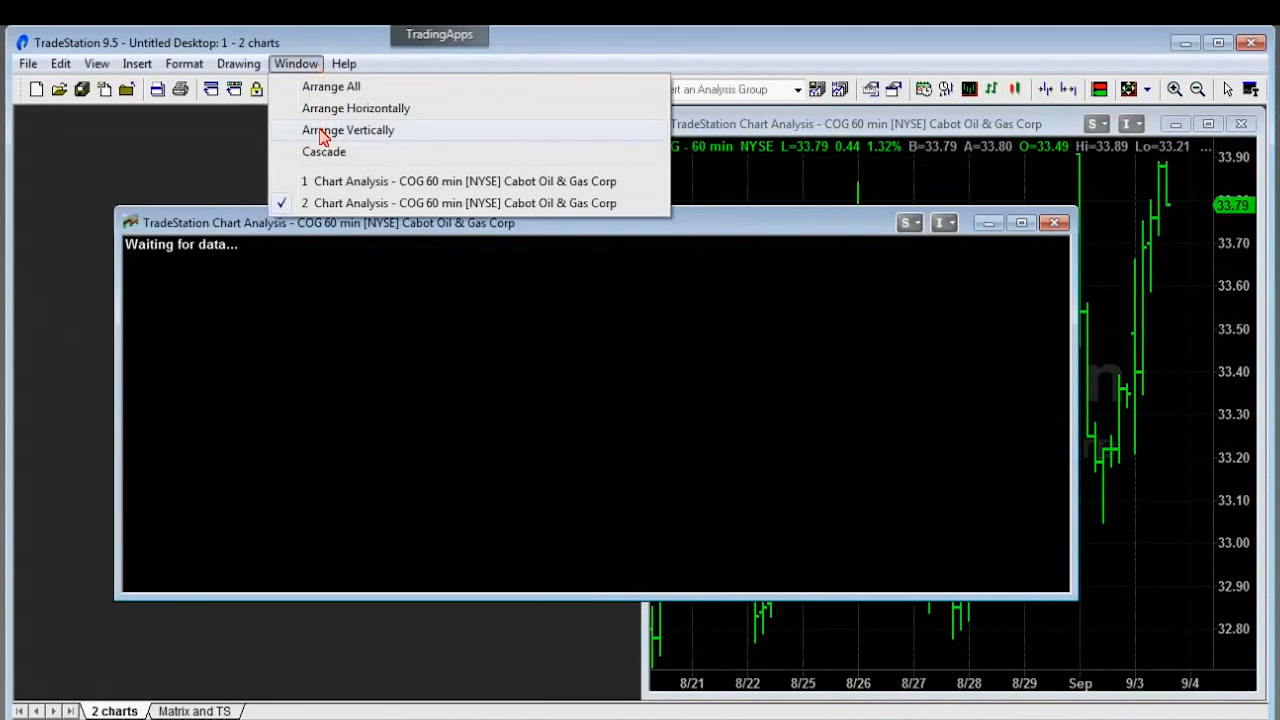 TradingApps
TradeStation 9.5 - Untitled Desktop: 1 - 2 charts
File Edit View Insert Format Drawing Window Help
Arrange All
Arrange Horizontally
Arrange Vertically
Cascade
1 Chart Analysis - COG 60 min [NYSE] Cabot Oil & Gas Corp
2 Chart Analysis - COG 60 min [NYSE] Cabot Oil & Gas Corp
ert an Analysis Group
TradeStation Chart Analysis - COG 60 min [NYSE] Cabot Oil & Gas Corp
S I
G - 60 min NYSE L=33.79 0.44 1.32% B=33.79 A=33.80 O=33.49 Hi=33.89 Lo=33.21 ...
TradeStation Chart Analysis - COG 60 min [NYSE] Cabot Oil & Gas Corp
S I
Waiting for data...
33.90
33.79
33.70
33.60
33.50
33.40
33.30
33.20
33.10
33.00
32.90
32.80
8/21 8/22 8/25 8/26 8/27 8/28 8/29 Sep 9/3 9/4
2 charts Matrix and TS